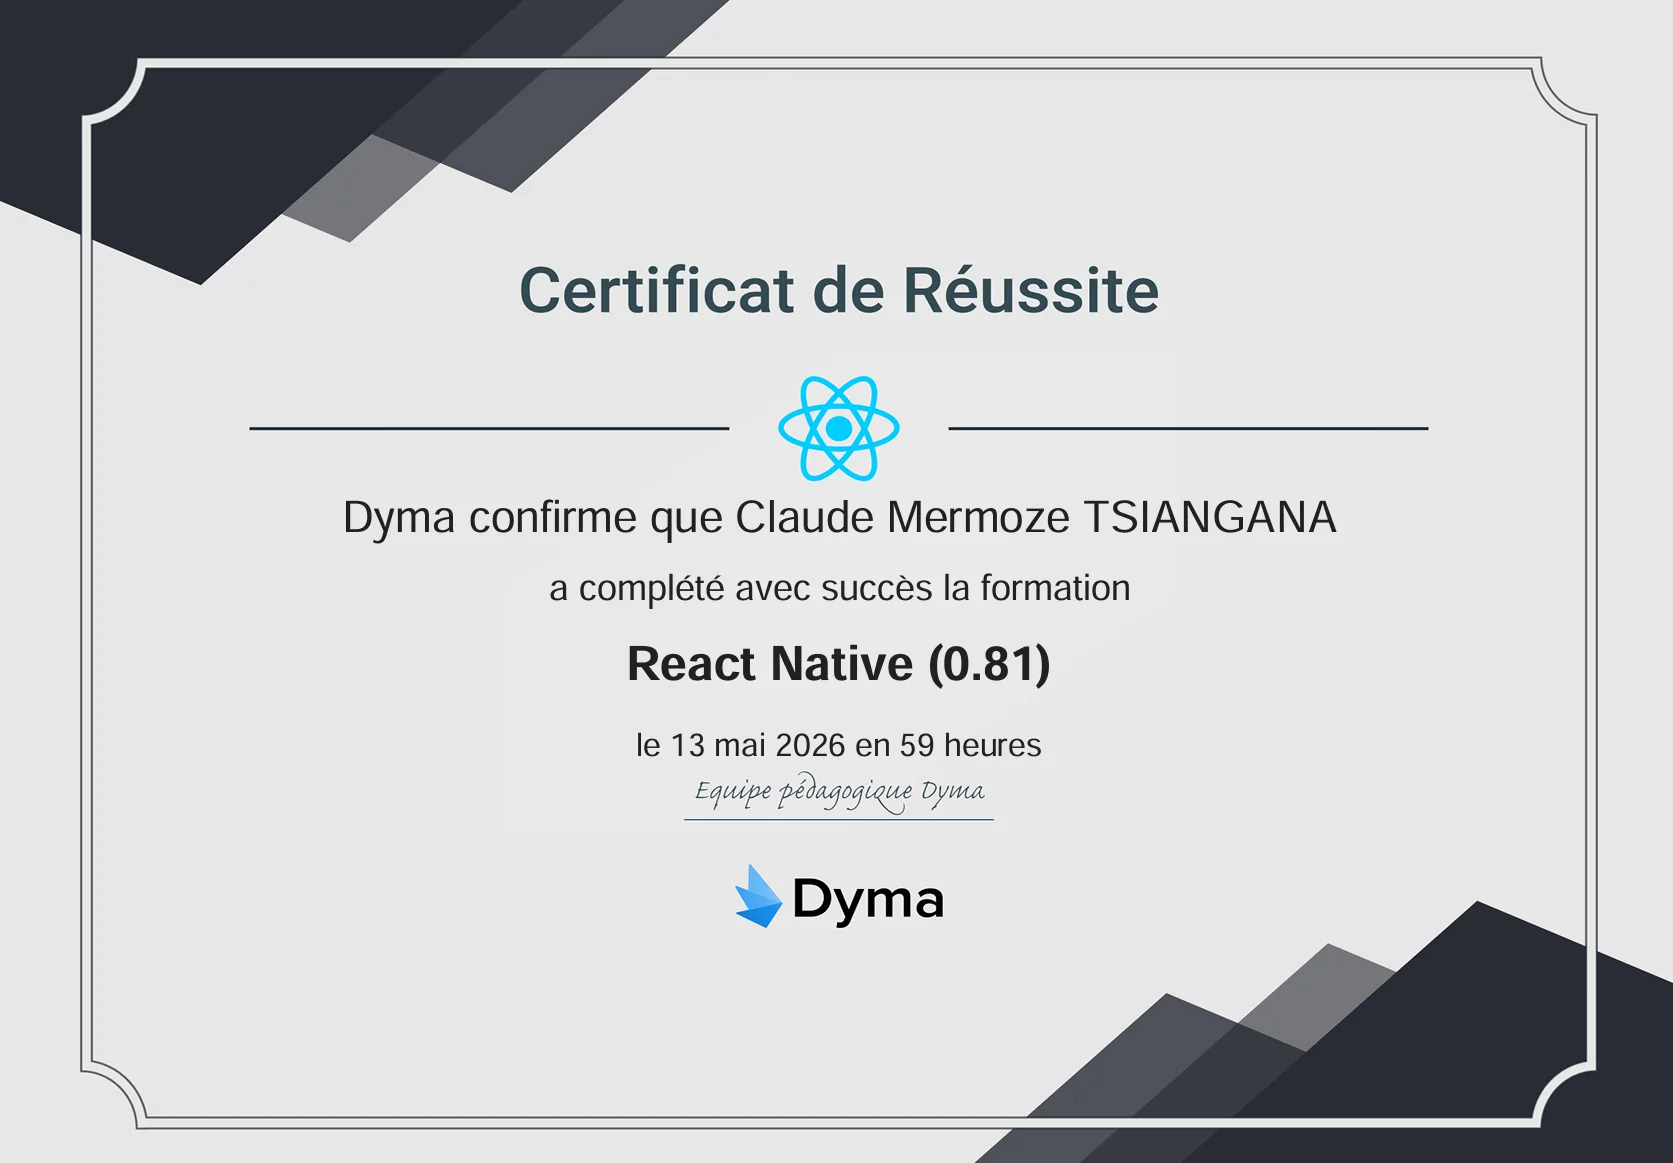 Certificat de Réussite
Dyma confirme que Claude Mermoze TSIANGANA
a complété avec succès la formation
React Native (0.81)
le 13 mai 2026 en 59 heures
Equipe pédagogique Dyma
Dyma